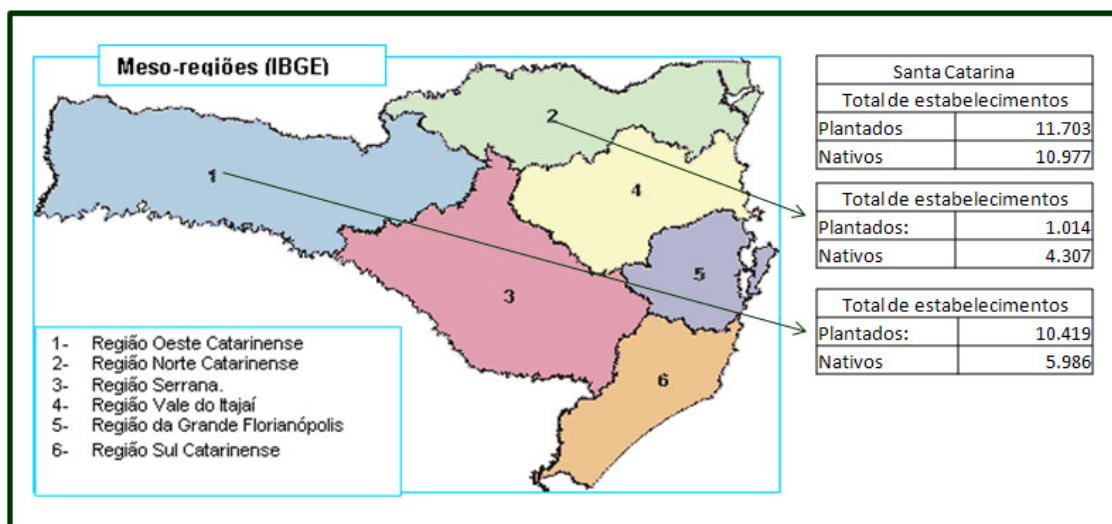 Meso-regiões (IBGE)
1
2
3
4
5
6
1- Região Oeste Catarinense
2- Região Norte Catarinense
3- Região Serrana.
4- Região Vale do Itajaí
5- Região da Grande Florianópolis
6- Região Sul Catarinense
Santa Catarina
Total de estabelecimentos
Plantados 11.703
Nativos 10.977
Total de estabelecimentos
Plantados: 1.014
Nativos 4.307
Total de estabelecimentos
Plantados: 10.419
Nativos 5.986